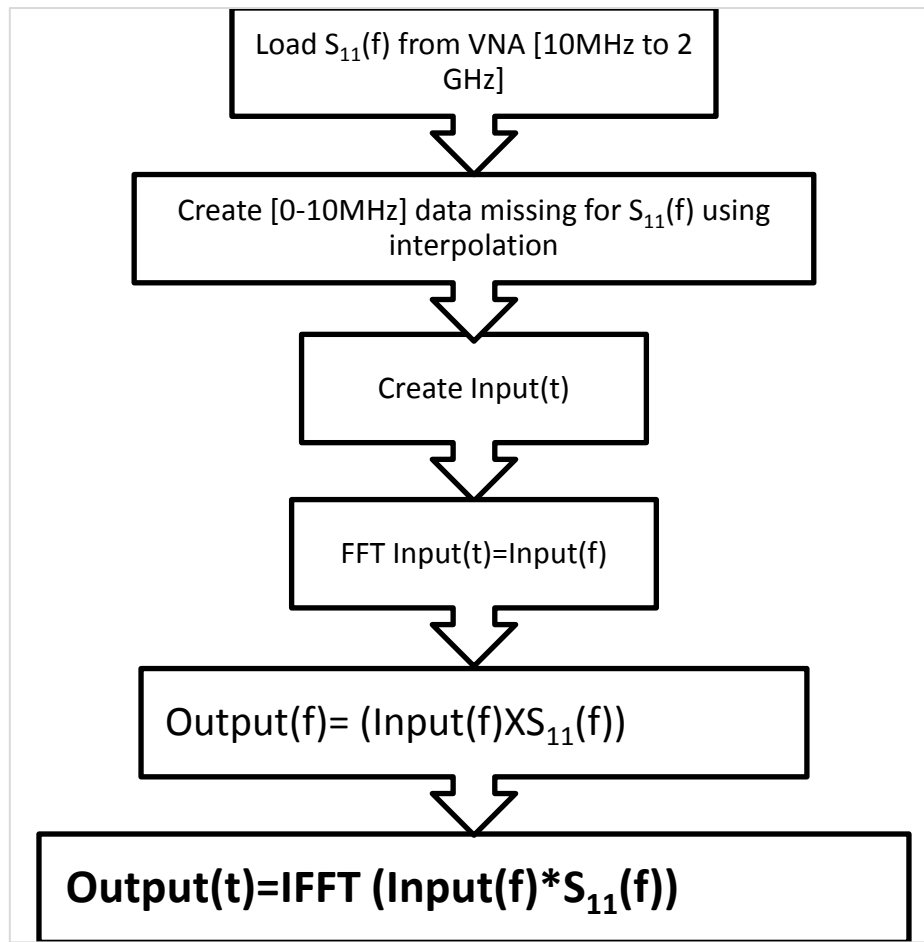 Load S₁₁(f) from VNA [10MHz to 2
GHz]
Create [0-10MHz] data missing for S₁₁(f) using
interpolation
Create Input(t)
FFT Input(t)=Input(f)
Output(f)= (Input(f)XS₁₁(f))
Output(t)=IFFT (Input(f)*S₁₁(f))